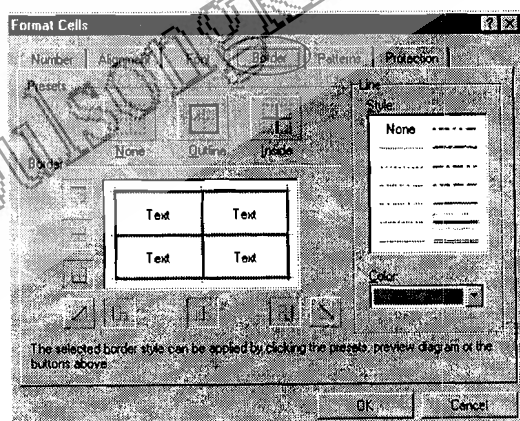 Format Cells
Number Alignment Font Border Patterns Protection
Presets
None Outline Inside
Line
Style:
None
Border
Text Text
Text Text
Color:
The selected border style can be applied by clicking the presets, preview diagram or the
buttons above.
OK Cancel